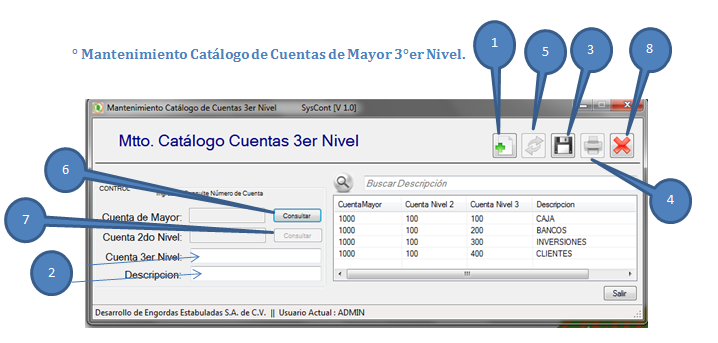 1
5
3
8
° Mantenimiento Catálogo de Cuentas de Mayor 3°er Nivel.
Mantenimiento Catálogo de Cuentas 3er Nivel SysCont [V 1.0]
Mtto. Catálogo Cuentas 3er Nivel
6
4
7
2
CONTROL
Consulte Número de Cuenta
Cuenta de Mayor: Consultar
Cuenta 2do Nivel: Consultar
Cuenta 3er Nivel:
Descripcion:
Buscar Descripción
CuentaMayor Cuenta Nivel 2 Cuenta Nivel 3 Descripcion
1000 100 100 CAJA
1000 100 200 BANCOS
1000 100 300 INVERSIONES
1000 100 400 CLIENTES
Salir
Desarrollo de Engordas Estabuladas S.A. de C.V. || Usuario Actual : ADMIN